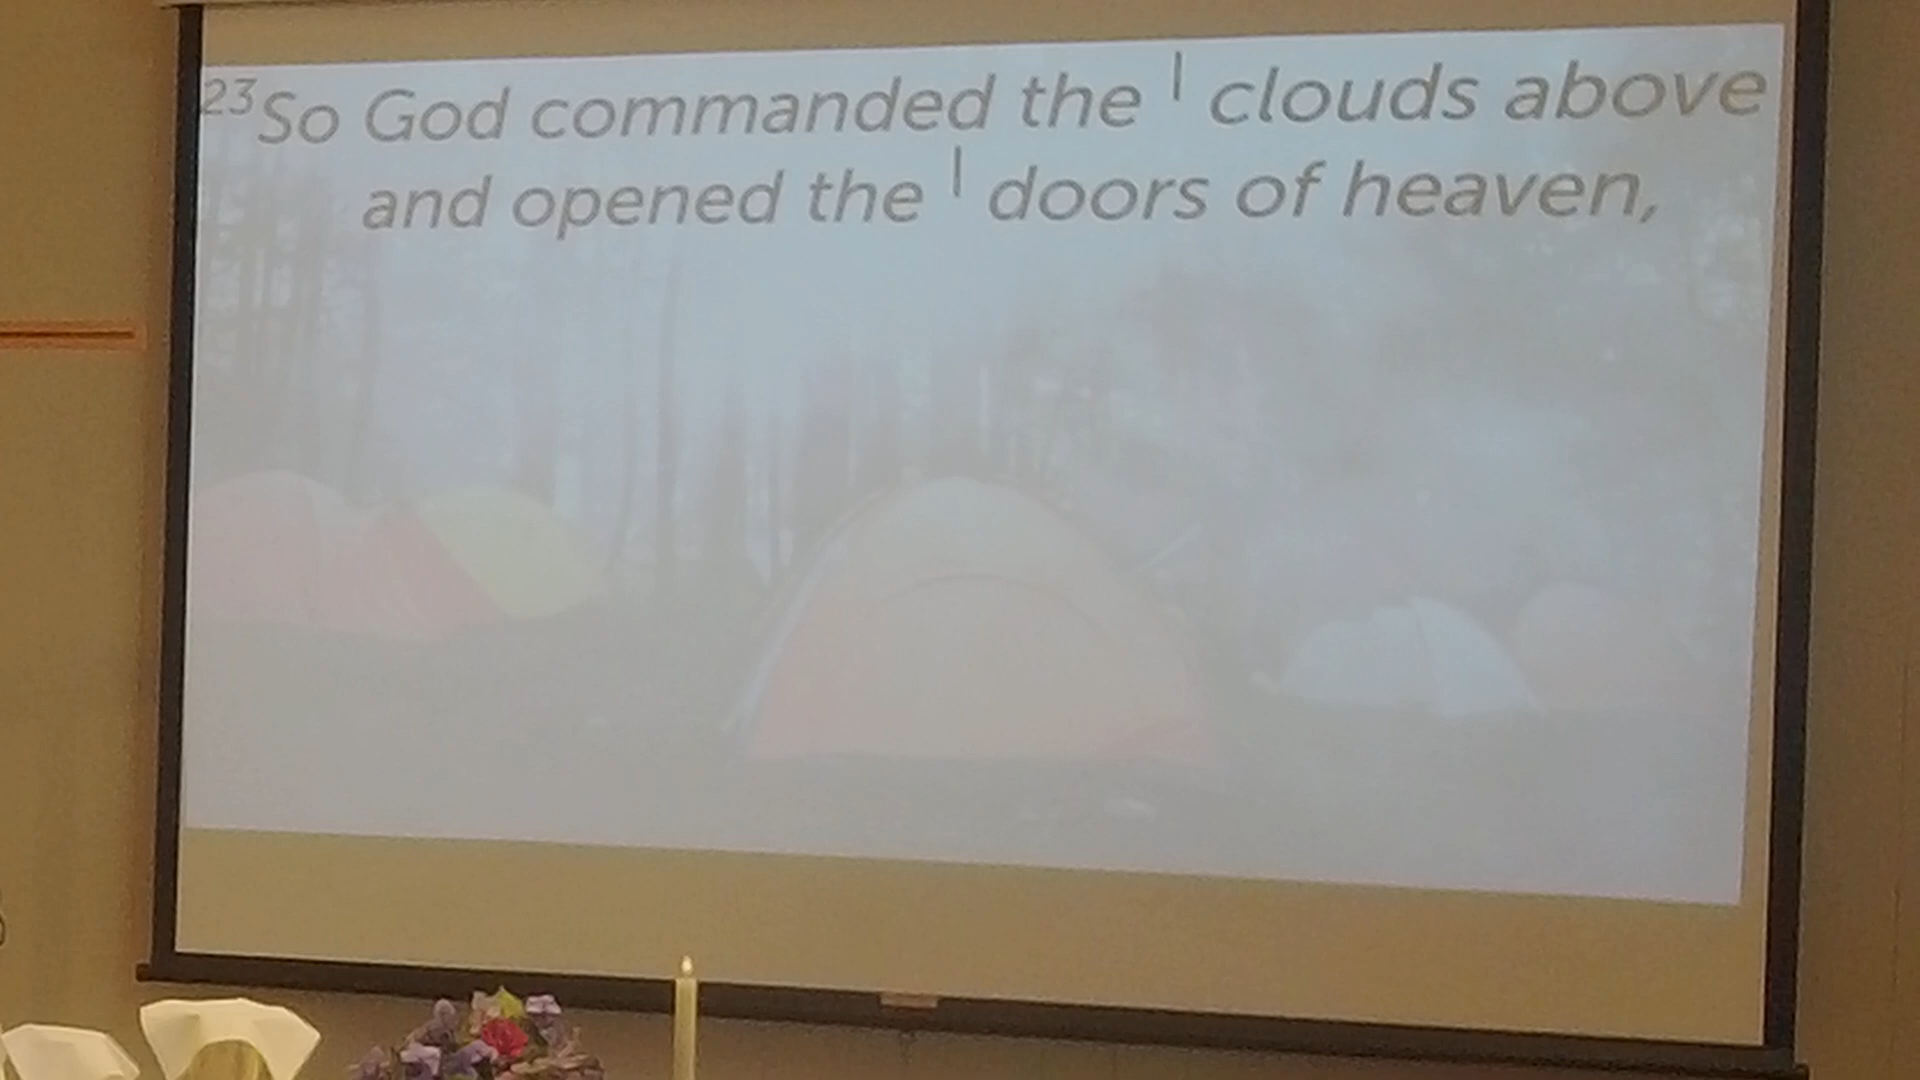 23So God commanded the | clouds above
and opened the | doors of heaven,